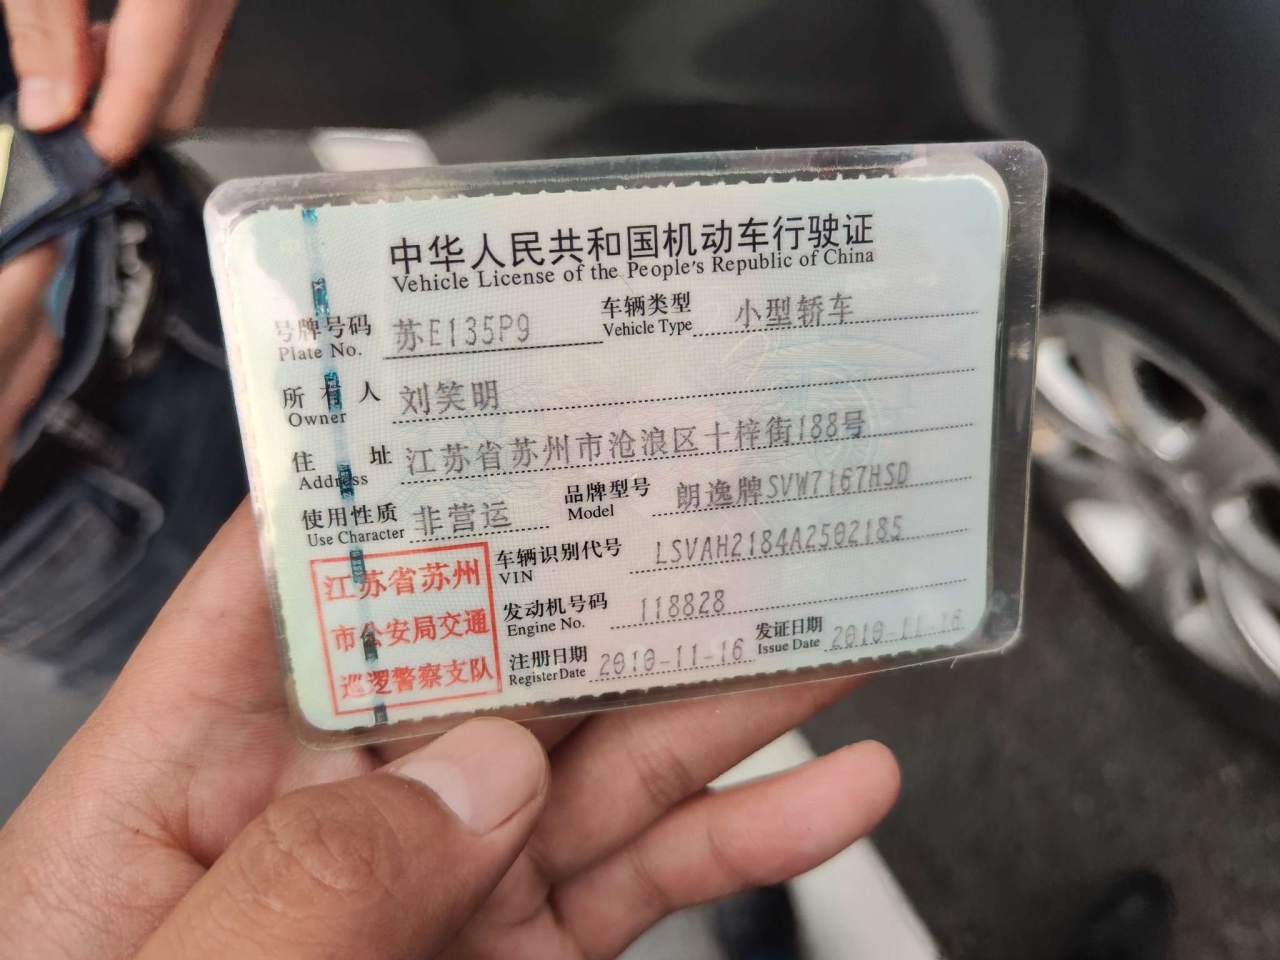 中华人民共和国机动车行驶证
Vehicle License of the People's Republic of China
号牌号码 苏E135P9 车辆类型 小型轿车
Plate No. Vehicle Type
所有人 刘笑明
Owner
住址 江苏省苏州市沧浪区十梓街188号
Address
使用性质 非营运 品牌型号 朗逸牌SVW7167HSD
Use Character Model
车辆识别代号 LSVAH2184A2502185
VIN
发动机号码 118828
Engine No.
注册日期 2010-11-16 发证日期 2010-11-16
Register Date Issue Date
江苏省苏州
市公安局交通
巡逻警察支队